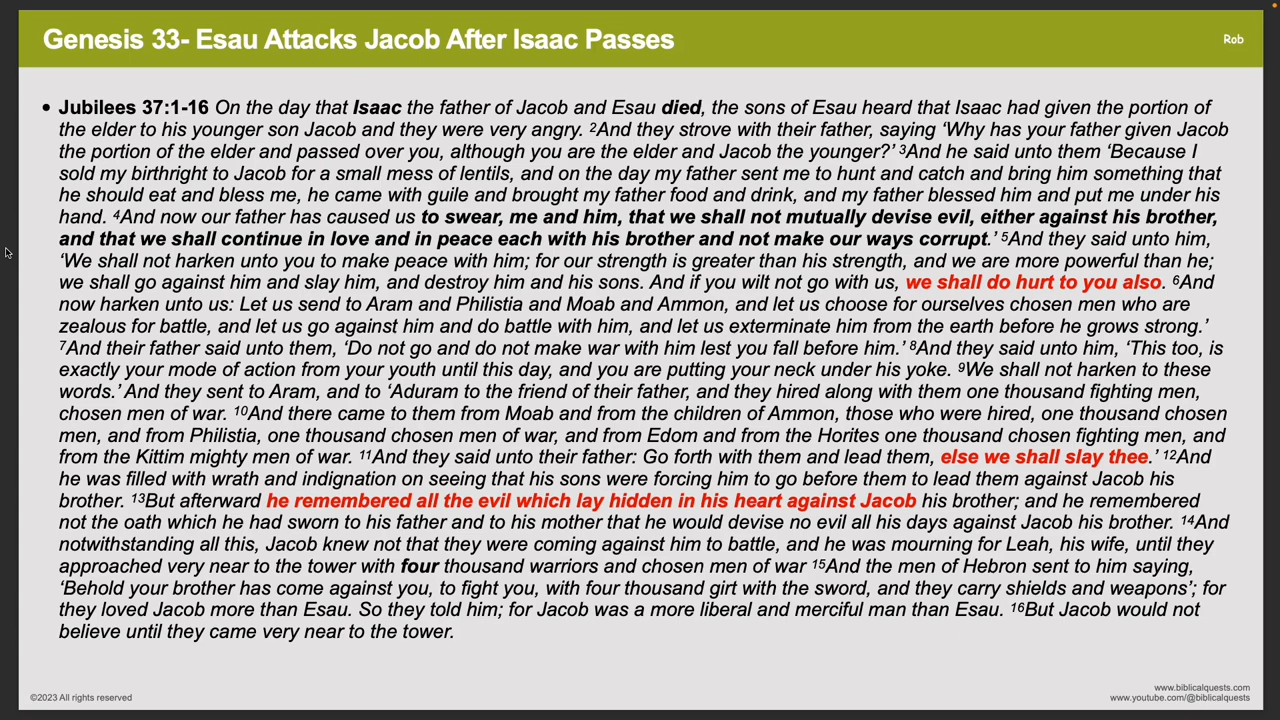 Genesis 33- Esau Attacks Jacob After Isaac Passes
Rob
• Jubilees 37:1-16 On the day that Isaac the father of Jacob and Esau died, the sons of Esau heard that Isaac had given the portion of
the elder to his younger son Jacob and they were very angry. ²And they strove with their father, saying ‘Why has your father given Jacob
the portion of the elder and passed over you, although you are the elder and Jacob the younger?’ ³And he said unto them ‘Because I
sold my birthright to Jacob for a small mess of lentils, and on the day my father sent me to hunt and catch and bring him something that
he should eat and bless me, he came with guile and brought my father food and drink, and my father blessed him and put me under his
hand. ⁴And now our father has caused us to swear, me and him, that we shall not mutually devise evil, either against his brother,
and that we shall continue in love and in peace each with his brother and not make our ways corrupt.’ ⁵And they said unto him,
‘We shall not harken unto you to make peace with him; for our strength is greater than his strength, and we are more powerful than he;
we shall go against him and slay him, and destroy him and his sons. And if you wilt not go with us, we shall do hurt to you also. ⁶And
now harken unto us: Let us send to Aram and Philistia and Moab and Ammon, and let us choose for ourselves chosen men who are
zealous for battle, and let us go against him and do battle with him, and let us exterminate him from the earth before he grows strong.’
⁷And their father said unto them, ‘Do not go and do not make war with him lest you fall before him.’ ⁸And they said unto him, ‘This too, is
exactly your mode of action from your youth until this day, and you are putting your neck under his yoke. ⁹We shall not harken to these
words.’ And they sent to Aram, and to ‘Aduram to the friend of their father, and they hired along with them one thousand fighting men,
chosen men of war. ¹⁰And there came to them from Moab and from the children of Ammon, those who were hired, one thousand chosen
men, and from Philistia, one thousand chosen men of war, and from Edom and from the Horites one thousand chosen fighting men, and
from the Kittim mighty men of war. ¹¹And they said unto their father: Go forth with them and lead them, else we shall slay thee.’ ¹²And
he was filled with wrath and indignation on seeing that his sons were forcing him to go before them to lead them against Jacob his
brother. ¹³But afterward he remembered all the evil which lay hidden in his heart against Jacob his brother; and he remembered
not the oath which he had sworn to his father and to his mother that he would devise no evil all his days against Jacob his brother. ¹⁴And
notwithstanding all this, Jacob knew not that they were coming against him to battle, and he was mourning for Leah, his wife, until they
approached very near to the tower with four thousand warriors and chosen men of war ¹⁵And the men of Hebron sent to him saying,
‘Behold your brother has come against you, to fight you, with four thousand girt with the sword, and they carry shields and weapons’; for
they loved Jacob more than Esau. So they told him; for Jacob was a more liberal and merciful man than Esau. ¹⁶But Jacob would not
believe until they came very near to the tower.
©2023 All rights reserved
www.biblicalquests.com
www.youtube.com/@biblicalquests